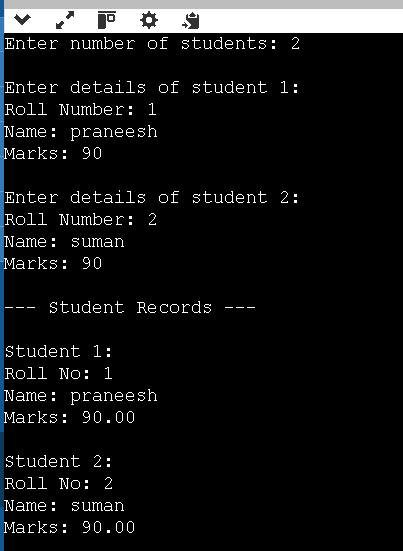 Enter number of students: 2
Enter details of student 1:
Roll Number: 1
Name: praneesh
Marks: 90
Enter details of student 2:
Roll Number: 2
Name: suman
Marks: 90
--- Student Records ---
Student 1:
Roll No: 1
Name: praneesh
Marks: 90.00
Student 2:
Roll No: 2
Name: suman
Marks: 90.00